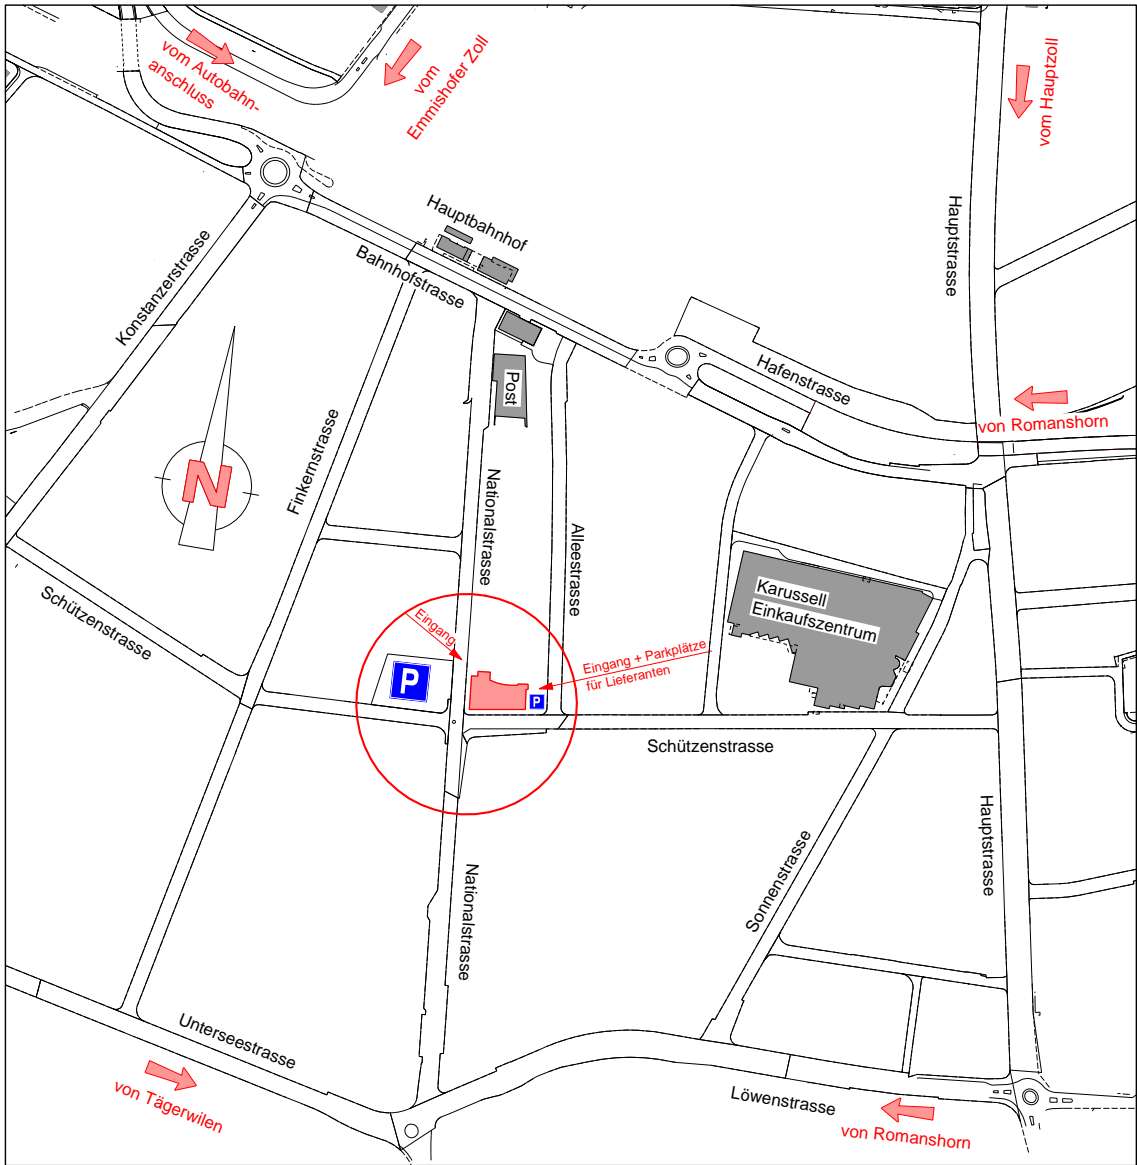 vom Autobahn-
anschluss
vom
Emmishofer Zoll
vom Hauptzoll
Hauptbahnhof
Hauptstrasse
Konstanzerstrasse
Bahnhofstrasse
Hafenstrasse
Post
von Romanshorn
Finkernstrasse
N
Nationalstrasse
Alleestrasse
Schützenstrasse
Karussell
Einkaufszentrum
Eingang
Eingang + Parkplätze
für Lieferanten
P
P
Schützenstrasse
Hauptstrasse
Sonnenstrasse
Nationalstrasse
Unterseestrasse
von Tägerwilen
Löwenstrasse
von Romanshorn